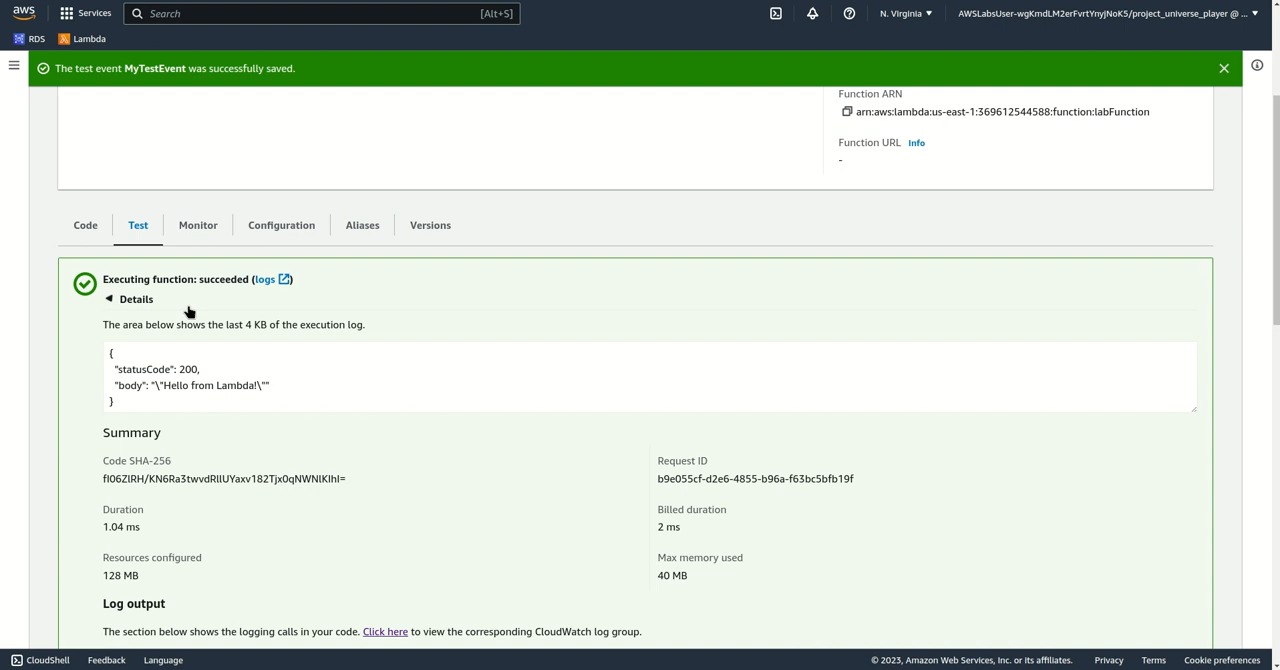 aws
Services
Search
[Alt+S]
N. Virginia
AWSLabsUser-wgKmdLM2erFvrtYnyjNoK5/project_universe_player @ ...
RDS
Lambda
The test event MyTestEvent was successfully saved.
Function ARN
arn:aws:lambda:us-east-1:369612544588:function:labFunction
Function URL Info
-
Code
Test
Monitor
Configuration
Aliases
Versions
Executing function: succeeded (logs)
Details
The area below shows the last 4 KB of the execution log.
{
"statusCode": 200,
"body": "\"Hello from Lambda!\""
}
Summary
Code SHA-256
Request ID
fI06ZlRH/KN6Ra3twvdRllUYaxv182Tjx0qNWNlKIhI=
b9e055cf-d2e6-4855-b96a-f63bc5bfb19f
Duration
Billed duration
1.04 ms
2 ms
Resources configured
Max memory used
128 MB
40 MB
Log output
The section below shows the logging calls in your code. Click here to view the corresponding CloudWatch log group.
CloudShell
Feedback
Language
© 2023, Amazon Web Services, Inc. or its affiliates.
Privacy
Terms
Cookie preferences